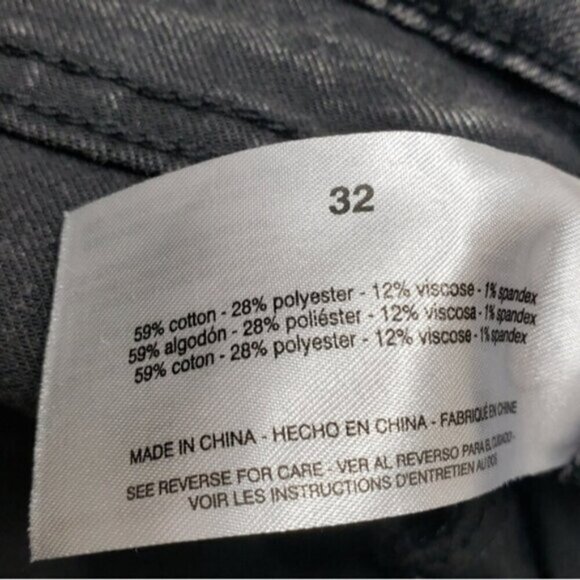 32
59% cotton - 28% polyester - 12% viscose - 1% spandex
59% algodón - 28% poliéster - 12% viscosa - 1% spandex
59% coton - 28% polyester - 12% viscose - 1% spandex
MADE IN CHINA - HECHO EN CHINA - FABRIQUÉ EN CHINE
SEE REVERSE FOR CARE - VER AL REVERSO PARA EL CUIDADO -
VOIR LES INSTRUCTIONS D'ENTRETIEN AU DOS